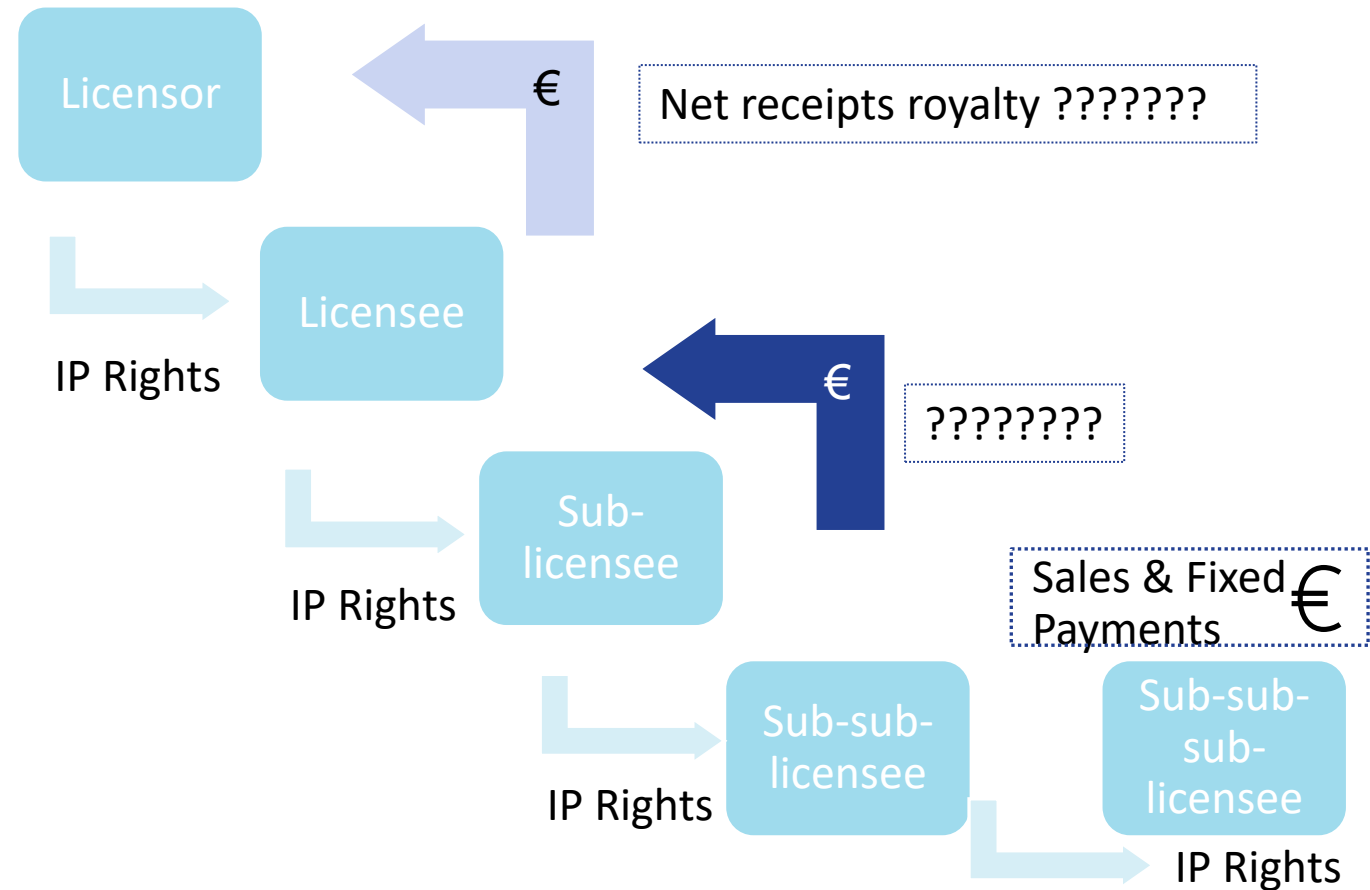 Licensor
€
Net receipts royalty ???????
Licensee
IP Rights
€
????????
Sub-
licensee
IP Rights
Sales & Fixed
Payments
€
Sub-sub-
licensee
Sub-sub-
sub-
licensee
IP Rights
IP Rights